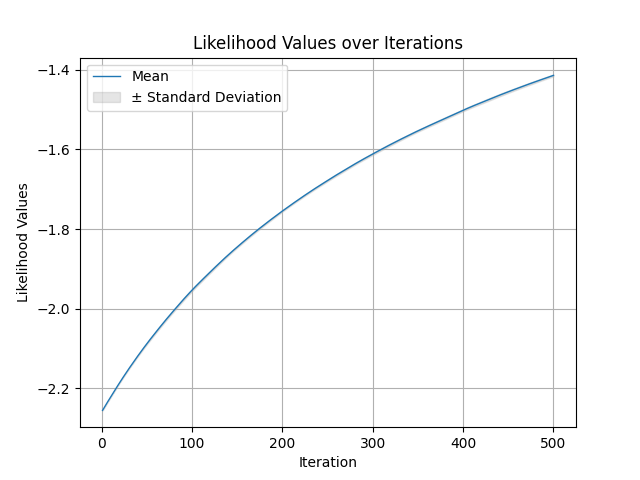 Likelihood Values over Iterations
Mean
± Standard Deviation
Likelihood Values
−1.4
−1.6
−1.8
−2.0
−2.2
0 100 200 300 400 500
Iteration